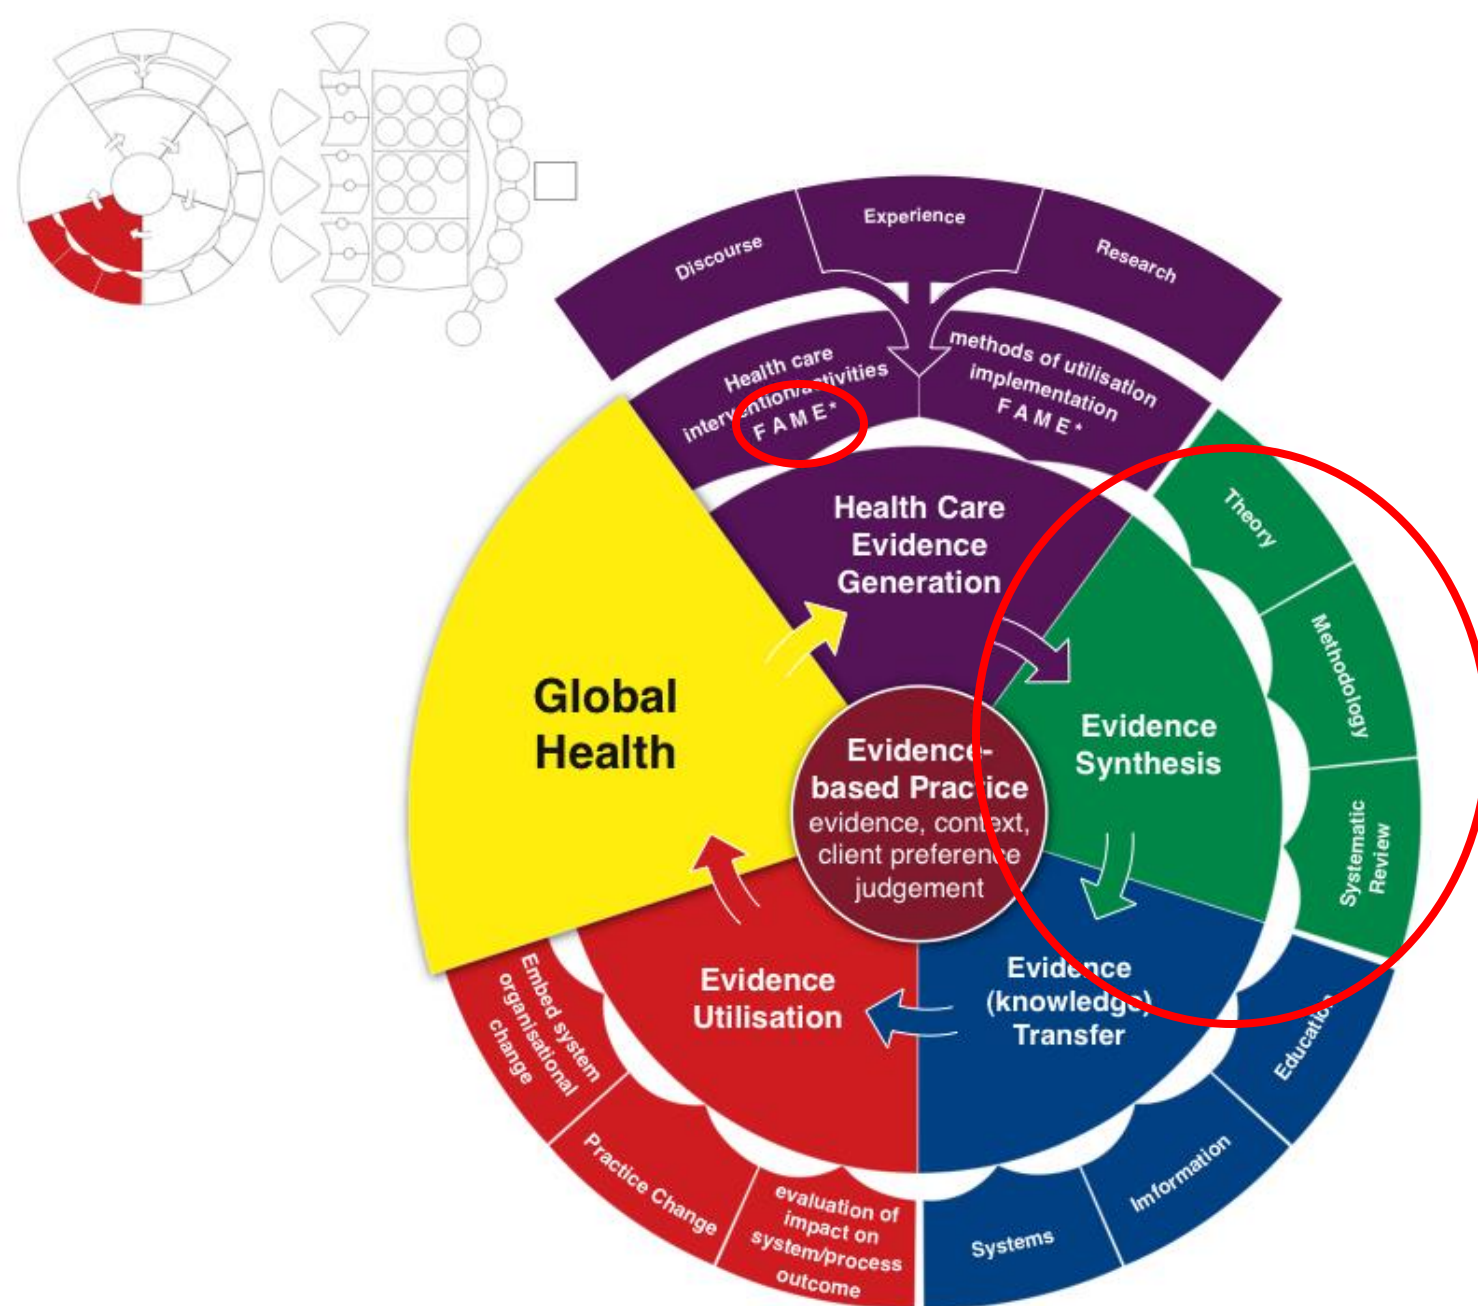 Discourse
Experience
Research
Health care
intervention/activities
F A M E*
methods of utilisation
implementation
F A M E*
Health Care
Evidence
Generation
Theory
Methodology
Systematic
Review
Evidence
Synthesis
Global
Health
Evidence-
based Practice
evidence, context,
client preference
judgement
Evidence
(knowledge)
Transfer
Education
Imformation
Systems
Evidence
Utilisation
Embed system
organisational
change
Practice Change
evaluation of
impact on
system/process
outcome